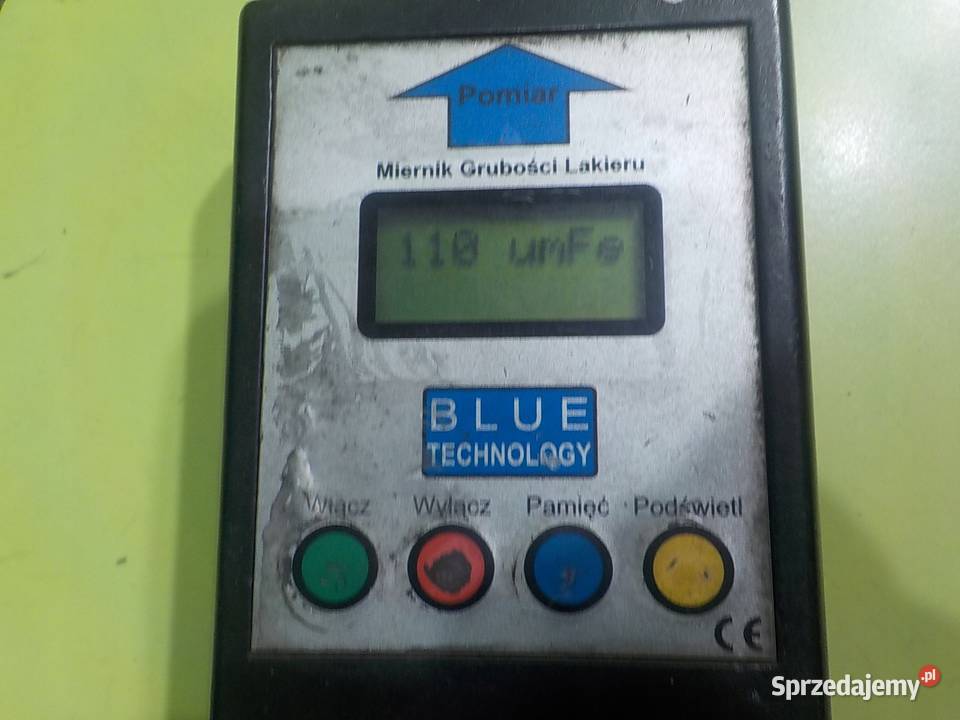 Pomiar
Miernik Grubości Lakieru
110 umFe
BLUE
TECHNOLOGY
Włącz Wyłącz Pamięć Podświetl
CE
Sprzedajemy.pl